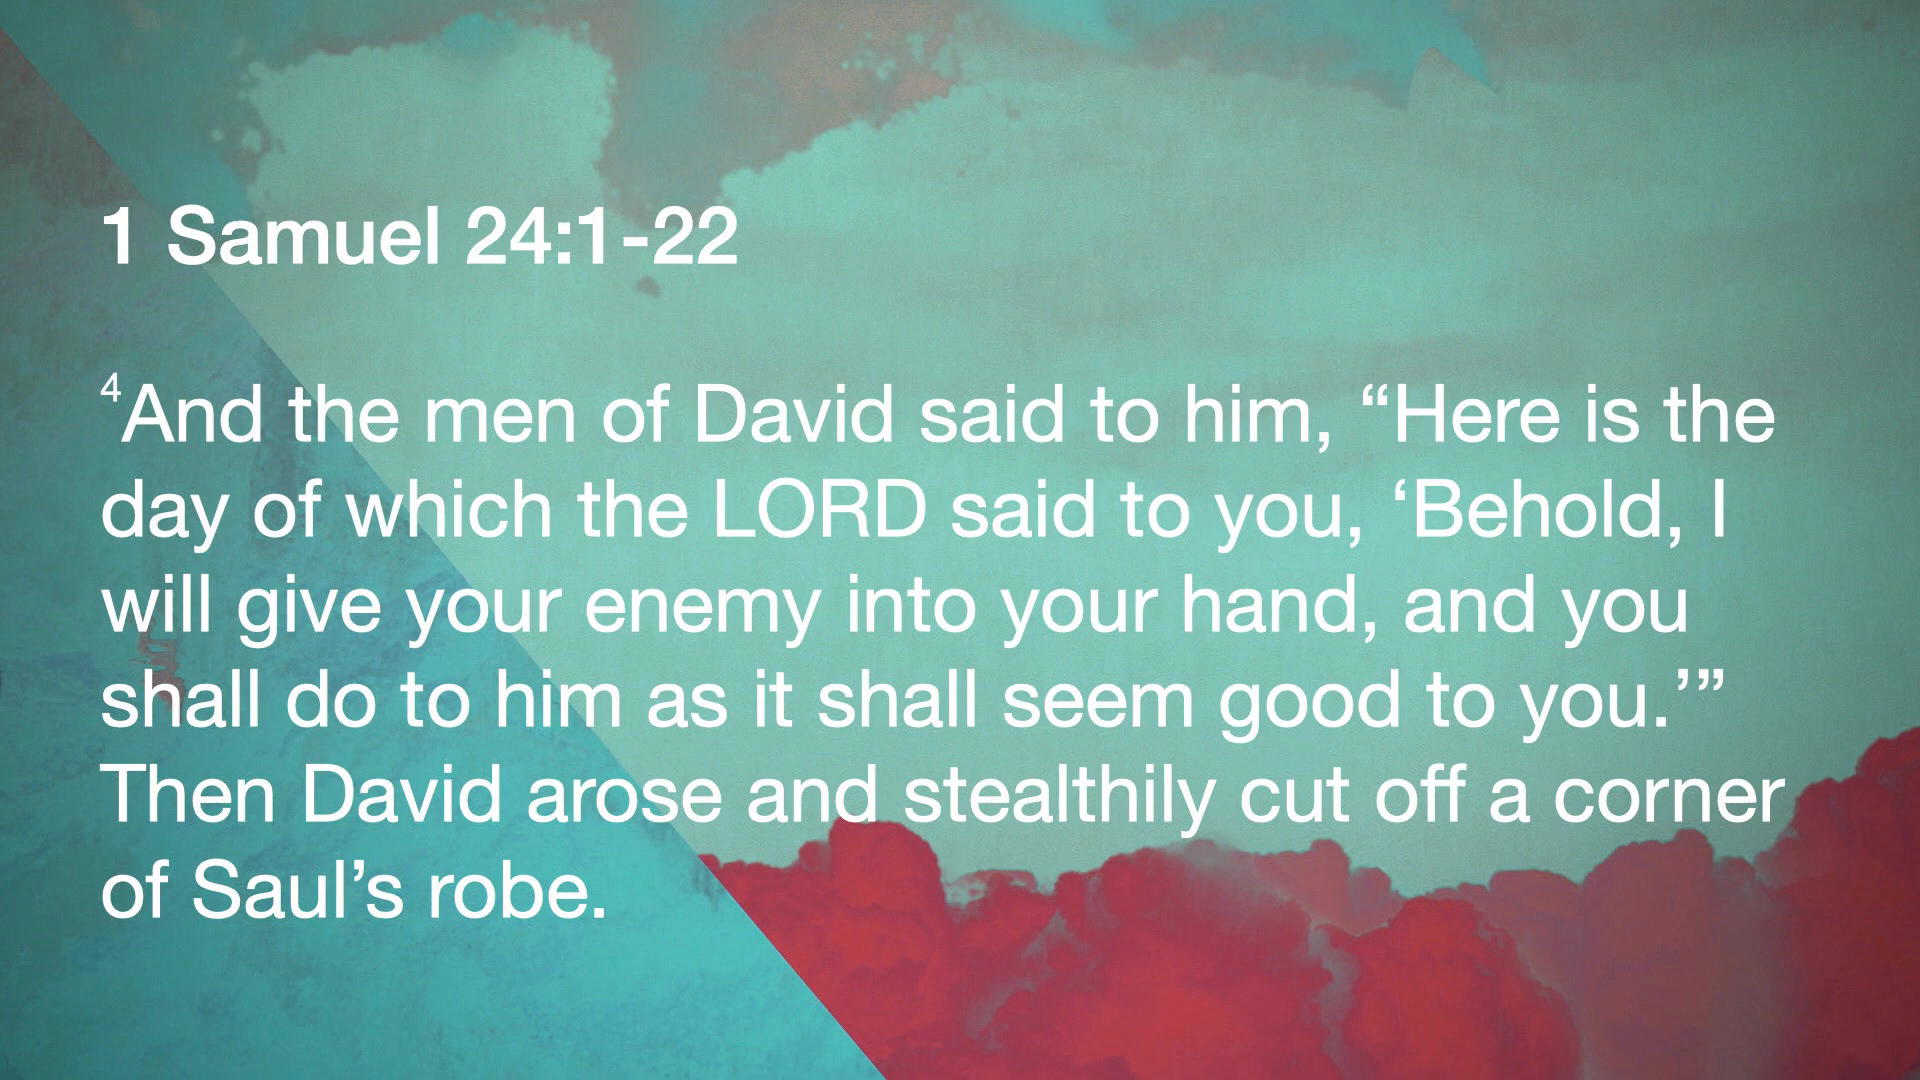 1 Samuel 24:1-22
4And the men of David said to him, “Here is the
day of which the LORD said to you, ‘Behold, I
will give your enemy into your hand, and you
shall do to him as it shall seem good to you.’”
Then David arose and stealthily cut off a corner
of Saul’s robe.